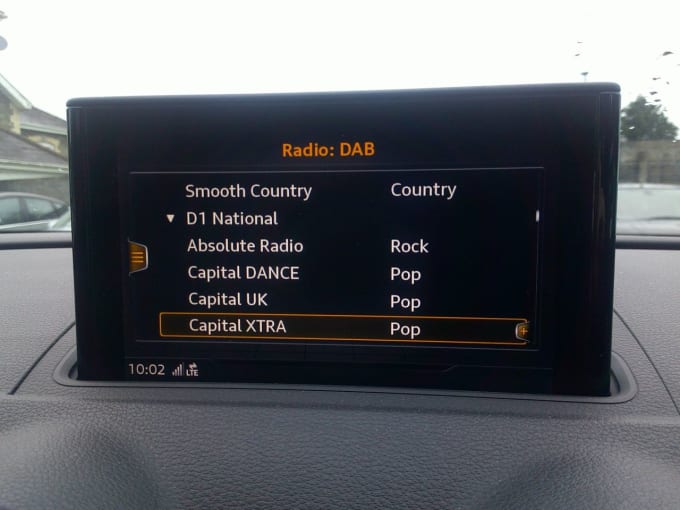 Radio: DAB
Smooth Country Country
▼ D1 National
Absolute Radio Rock
Capital DANCE Pop
Capital UK Pop
Capital XTRA Pop
10:02 LTE